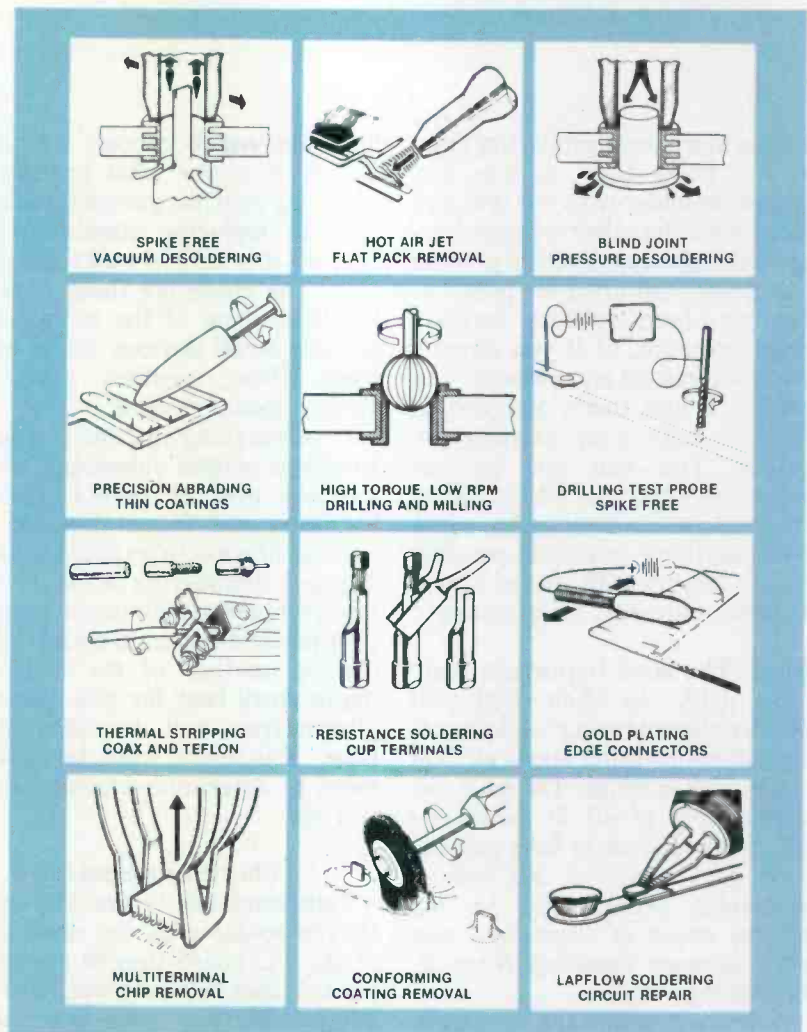 SPIKE FREE
VACUUM DESOLDERING
HOT AIR JET
FLAT PACK REMOVAL
BLIND JOINT
PRESSURE DESOLDERING
PRECISION ABRADING
THIN COATINGS
HIGH TORQUE, LOW RPM
DRILLING AND MILLING
DRILLING TEST PROBE
SPIKE FREE
THERMAL STRIPPING
COAX AND TEFLON
RESISTANCE SOLDERING
CUP TERMINALS
GOLD PLATING
EDGE CONNECTORS
MULTITERMINAL
CHIP REMOVAL
CONFORMING
COATING REMOVAL
LAPFLOW SOLDERING
CIRCUIT REPAIR